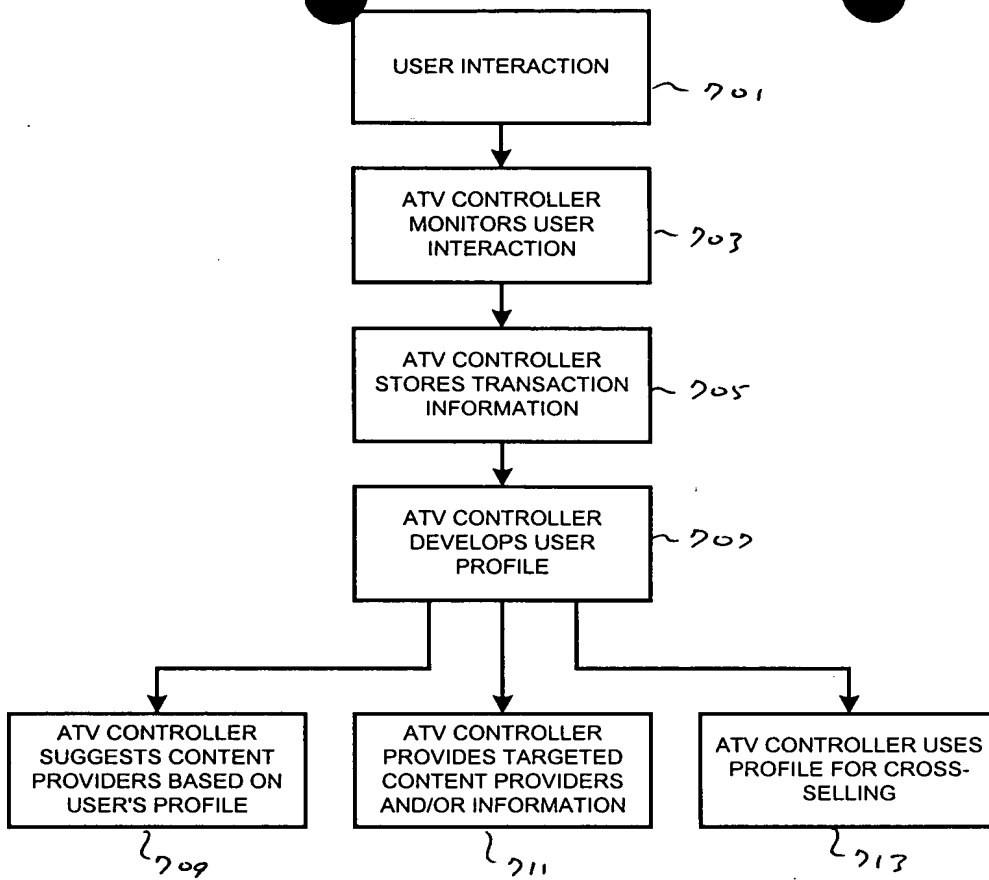 USER INTERACTION
701
ATV CONTROLLER
MONITORS USER
INTERACTION
703
ATV CONTROLLER
STORES TRANSACTION
INFORMATION
705
ATV CONTROLLER
DEVELOPS USER
PROFILE
707
ATV CONTROLLER
SUGGESTS CONTENT
PROVIDERS BASED ON
USER'S PROFILE
709
ATV CONTROLLER
PROVIDES TARGETED
CONTENT PROVIDERS
AND/OR INFORMATION
711
ATV CONTROLLER USES
PROFILE FOR CROSS-
SELLING
713